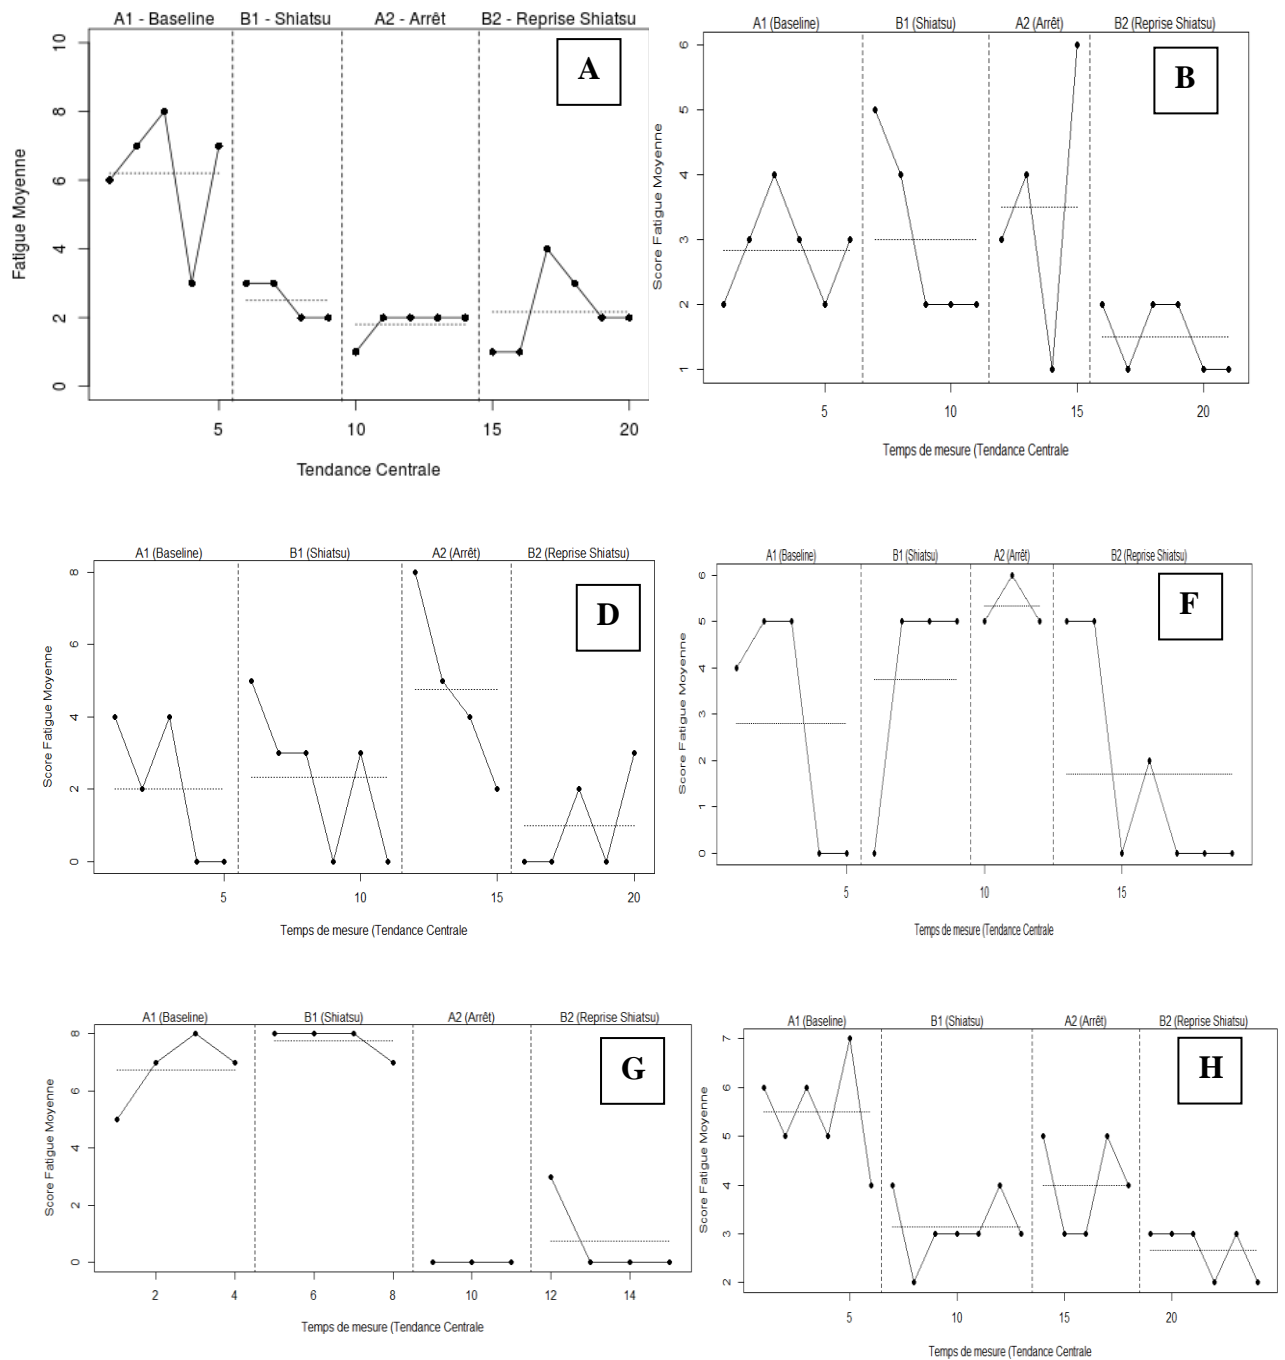 A1 - Baseline B1 - Shiatsu A2 - Arrêt B2 - Reprise Shiatsu
A
Fatigue Moyenne
10
8
6
4
2
0
5 10 15 20
Tendance Centrale
A1 (Baseline) B1 (Shiatsu) A2 (Arrêt) B2 (Reprise Shiatsu)
B
Score Fatigue Moyenne
6
5
4
3
2
1
5 10 15 20
Temps de mesure (Tendance Centrale
A1 (Baseline) B1 (Shiatsu) A2 (Arrêt) B2 (Reprise Shiatsu)
D
Score Fatigue Moyenne
8
6
4
2
0
5 10 15 20
Temps de mesure (Tendance Centrale
A1 (Baseline) B1 (Shiatsu) A2 (Arrêt) B2 (Reprise Shiatsu)
F
Score Fatigue Moyenne
6
5
4
3
2
1
0
5 10 15
Temps de mesure (Tendance Centrale
A1 (Baseline) B1 (Shiatsu) A2 (Arrêt) B2 (Reprise Shiatsu)
G
Score Fatigue Moyenne
8
6
4
2
0
2 4 6 8 10 12 14
Temps de mesure (Tendance Centrale
A1 (Baseline) B1 (Shiatsu) A2 (Arrêt) B2 (Reprise Shiatsu)
H
Score Fatigue Moyenne
7
6
5
4
3
2
5 10 15 20
Temps de mesure (Tendance Centrale